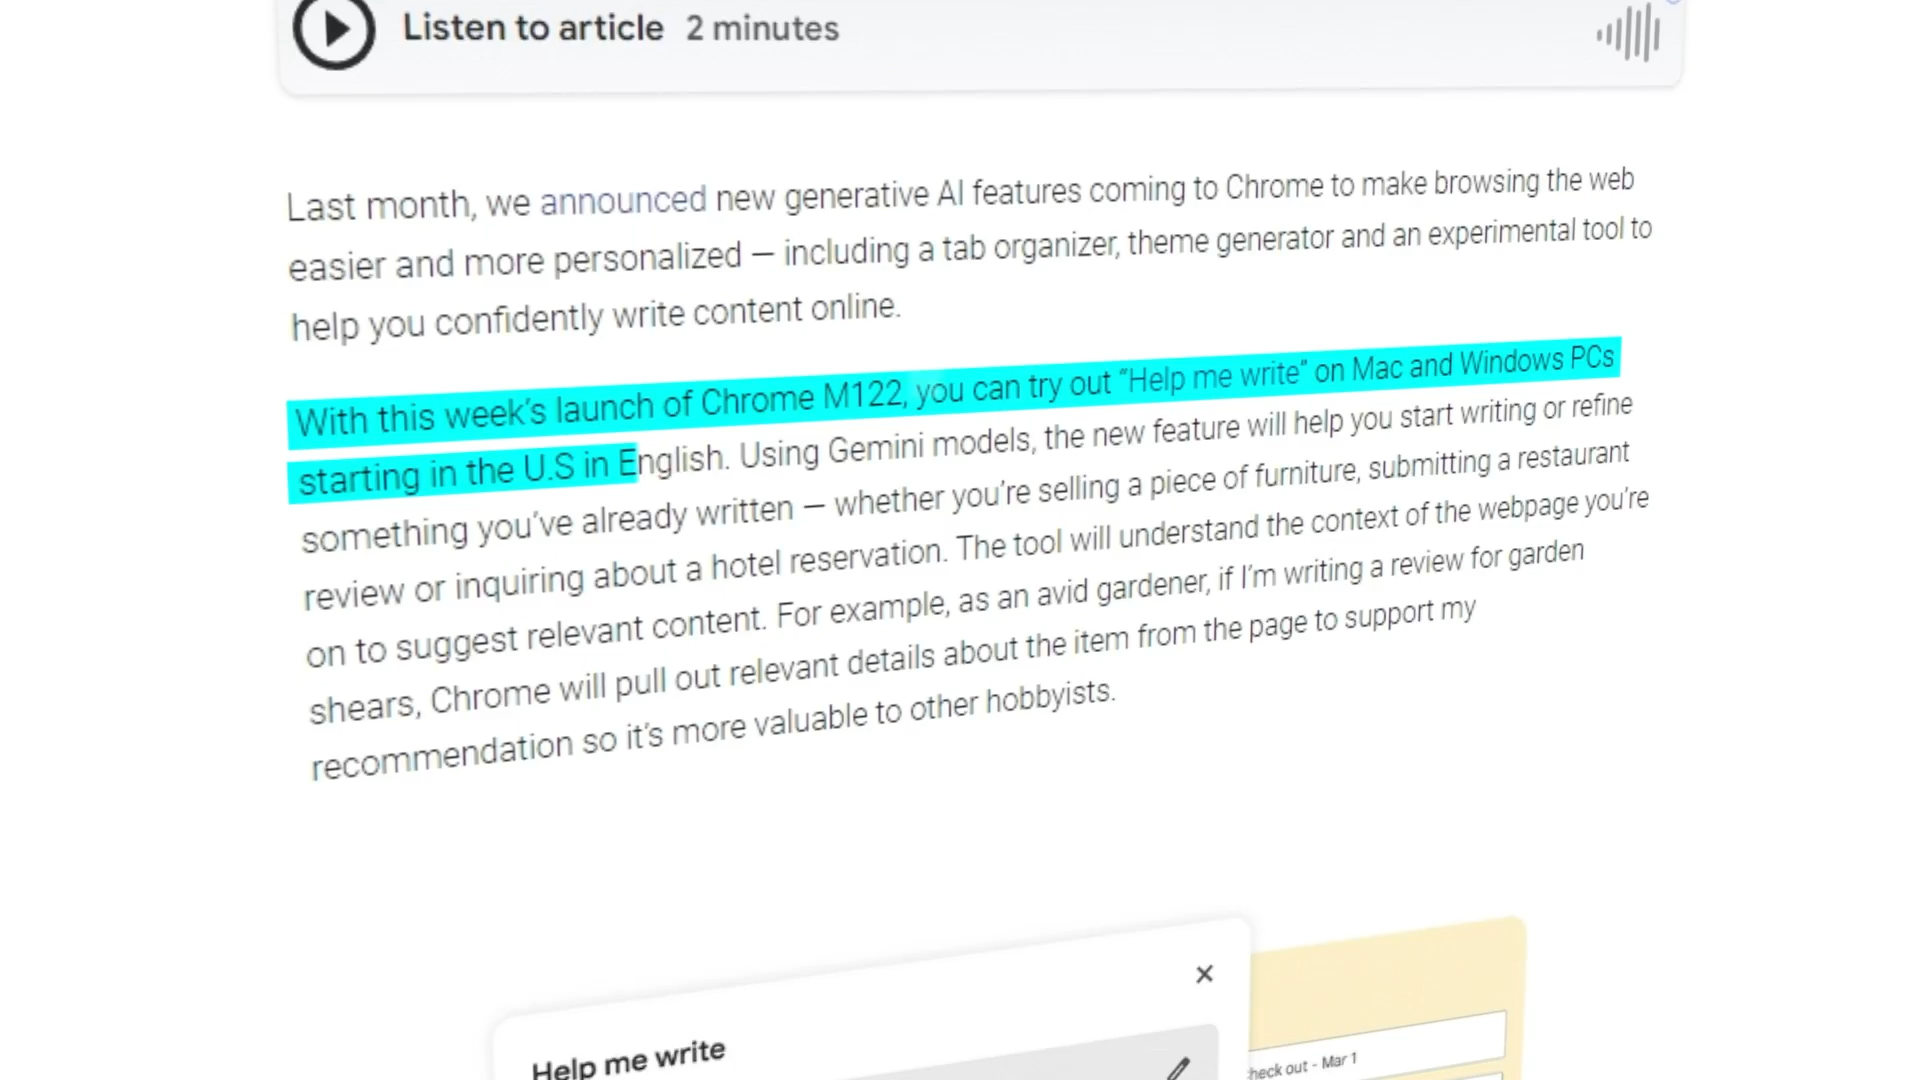 Listen to article 2 minutes
Last month, we announced new generative AI features coming to Chrome to make browsing the web
easier and more personalized — including a tab organizer, theme generator and an experimental tool to
help you confidently write content online.
With this week's launch of Chrome M122, you can try out “Help me write” on Mac and Windows PCs
starting in the U.S in English. Using Gemini models, the new feature will help you start writing or refine
something you've already written — whether you're selling a piece of furniture, submitting a restaurant
review or inquiring about a hotel reservation. The tool will understand the context of the webpage you're
on to suggest relevant content. For example, as an avid gardener, if I'm writing a review for garden
shears, Chrome will pull out relevant details about the item from the page to support my
recommendation so it's more valuable to other hobbyists.
Help me write
heck out - Mar 1